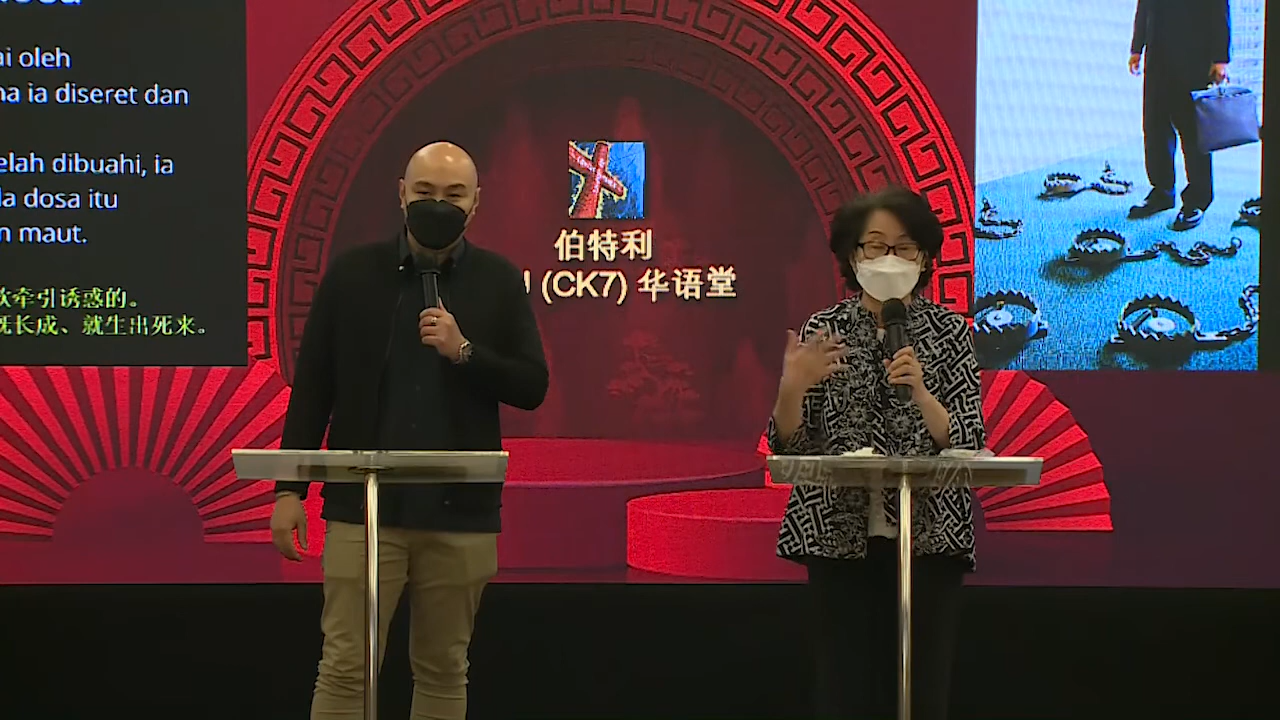 ai oleh
na ia diseret dan
elah dibuahi, ia
la dosa itu
n maut.
欲牵引诱惑的。
既长成、就生出死来。
伯特利
(CK7) 华语堂